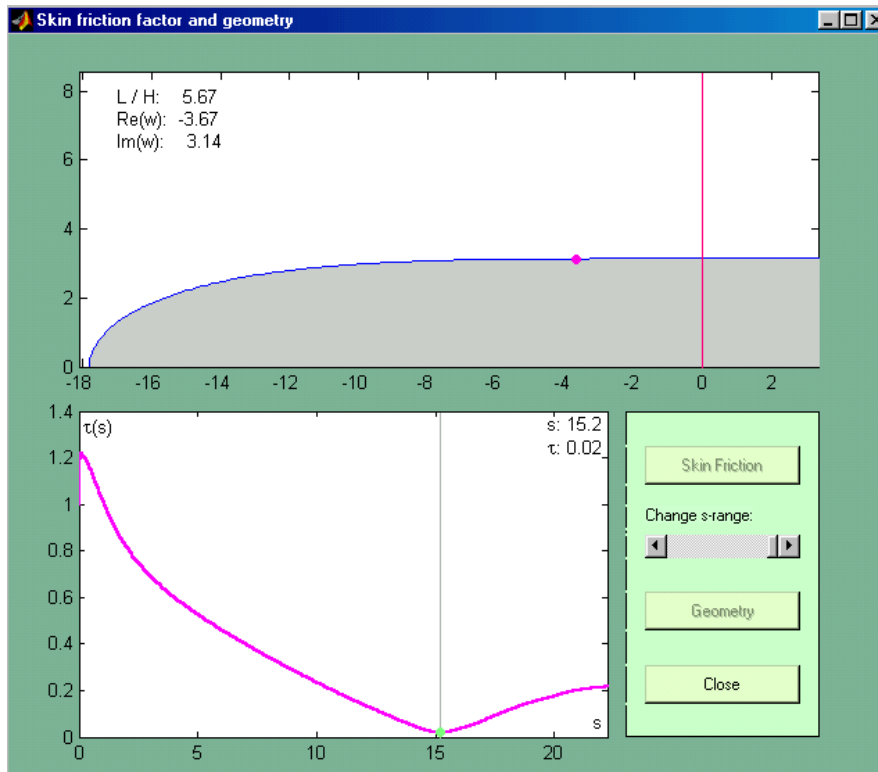 Skin friction factor and geometry
8
6
4
2
0
L / H: 5.67
Re(w): -3.67
Im(w): 3.14
-18 -16 -14 -12 -10 -8 -6 -4 -2 0 2
1.4
1.2
1
0.8
0.6
0.4
0.2
0
τ(s)
s: 15.2
τ: 0.02
s
0 5 10 15 20
Skin Friction
Change s-range:
Geometry
Close